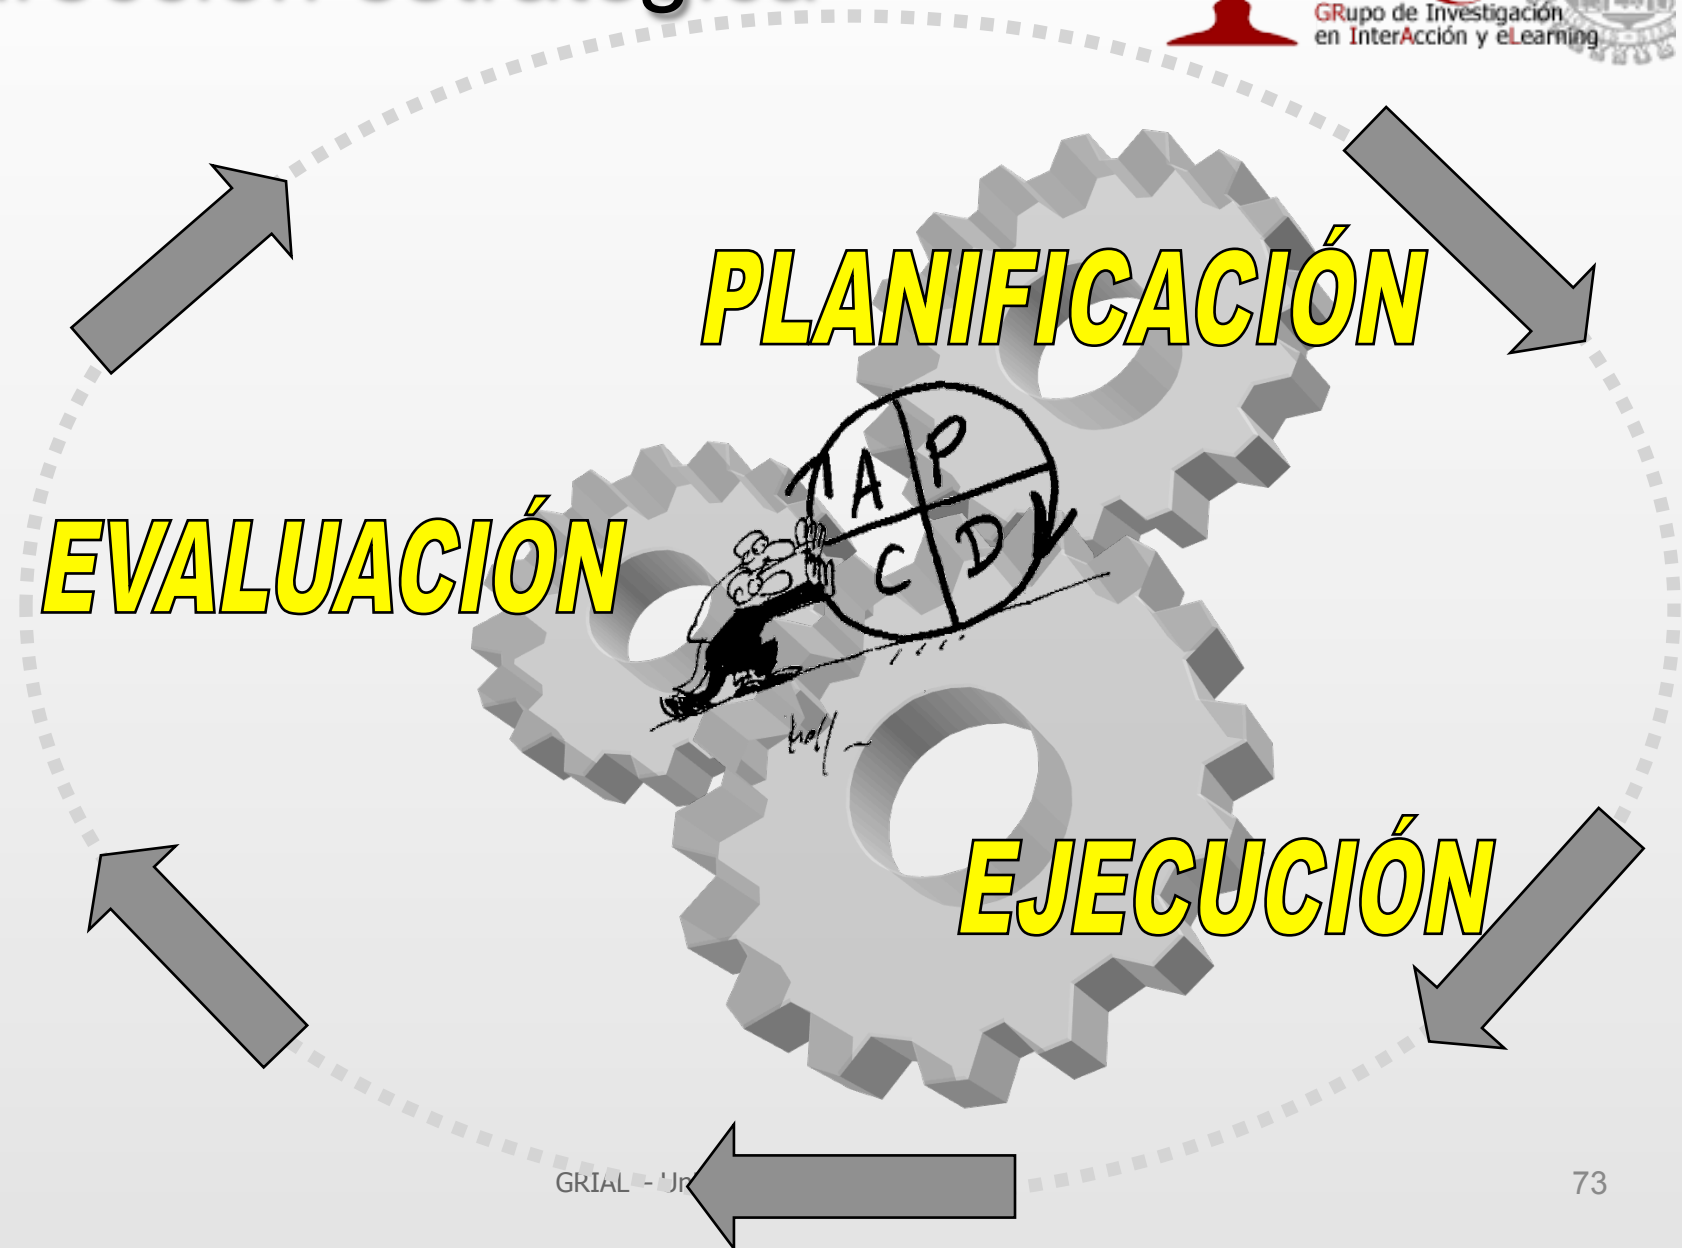 GRupo de Investigación
en InterAcción y eLearning
PLANIFICACIÓN
A P
C D
EVALUACIÓN
EJECUCIÓN
GRIAL -
73